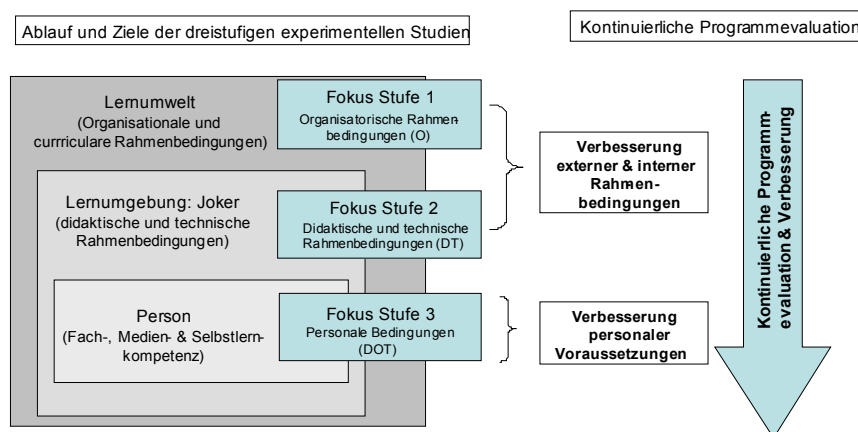 Ablauf und Ziele der dreistufigen experimentellen Studien
Kontinuierliche Programmevaluation
Lernumwelt
(Organisationale und
currriculare Rahmenbedingungen)
Fokus Stufe 1
Organisatorische Rahmen-
bedingungen (O)
Lernumgebung: Joker
(didaktische und technische
Rahmenbedingungen)
Fokus Stufe 2
Didaktische und technische
Rahmenbedingungen (DT)
Person
(Fach-, Medien- & Selbstlern-
kompetenz)
Fokus Stufe 3
Personale Bedingungen
(DOT)
Verbesserung
externer & interner
Rahmen-
bedingungen
Verbesserung
personaler
Voraussetzungen
Kontinuierliche Programm-
evaluation & Verbesserung